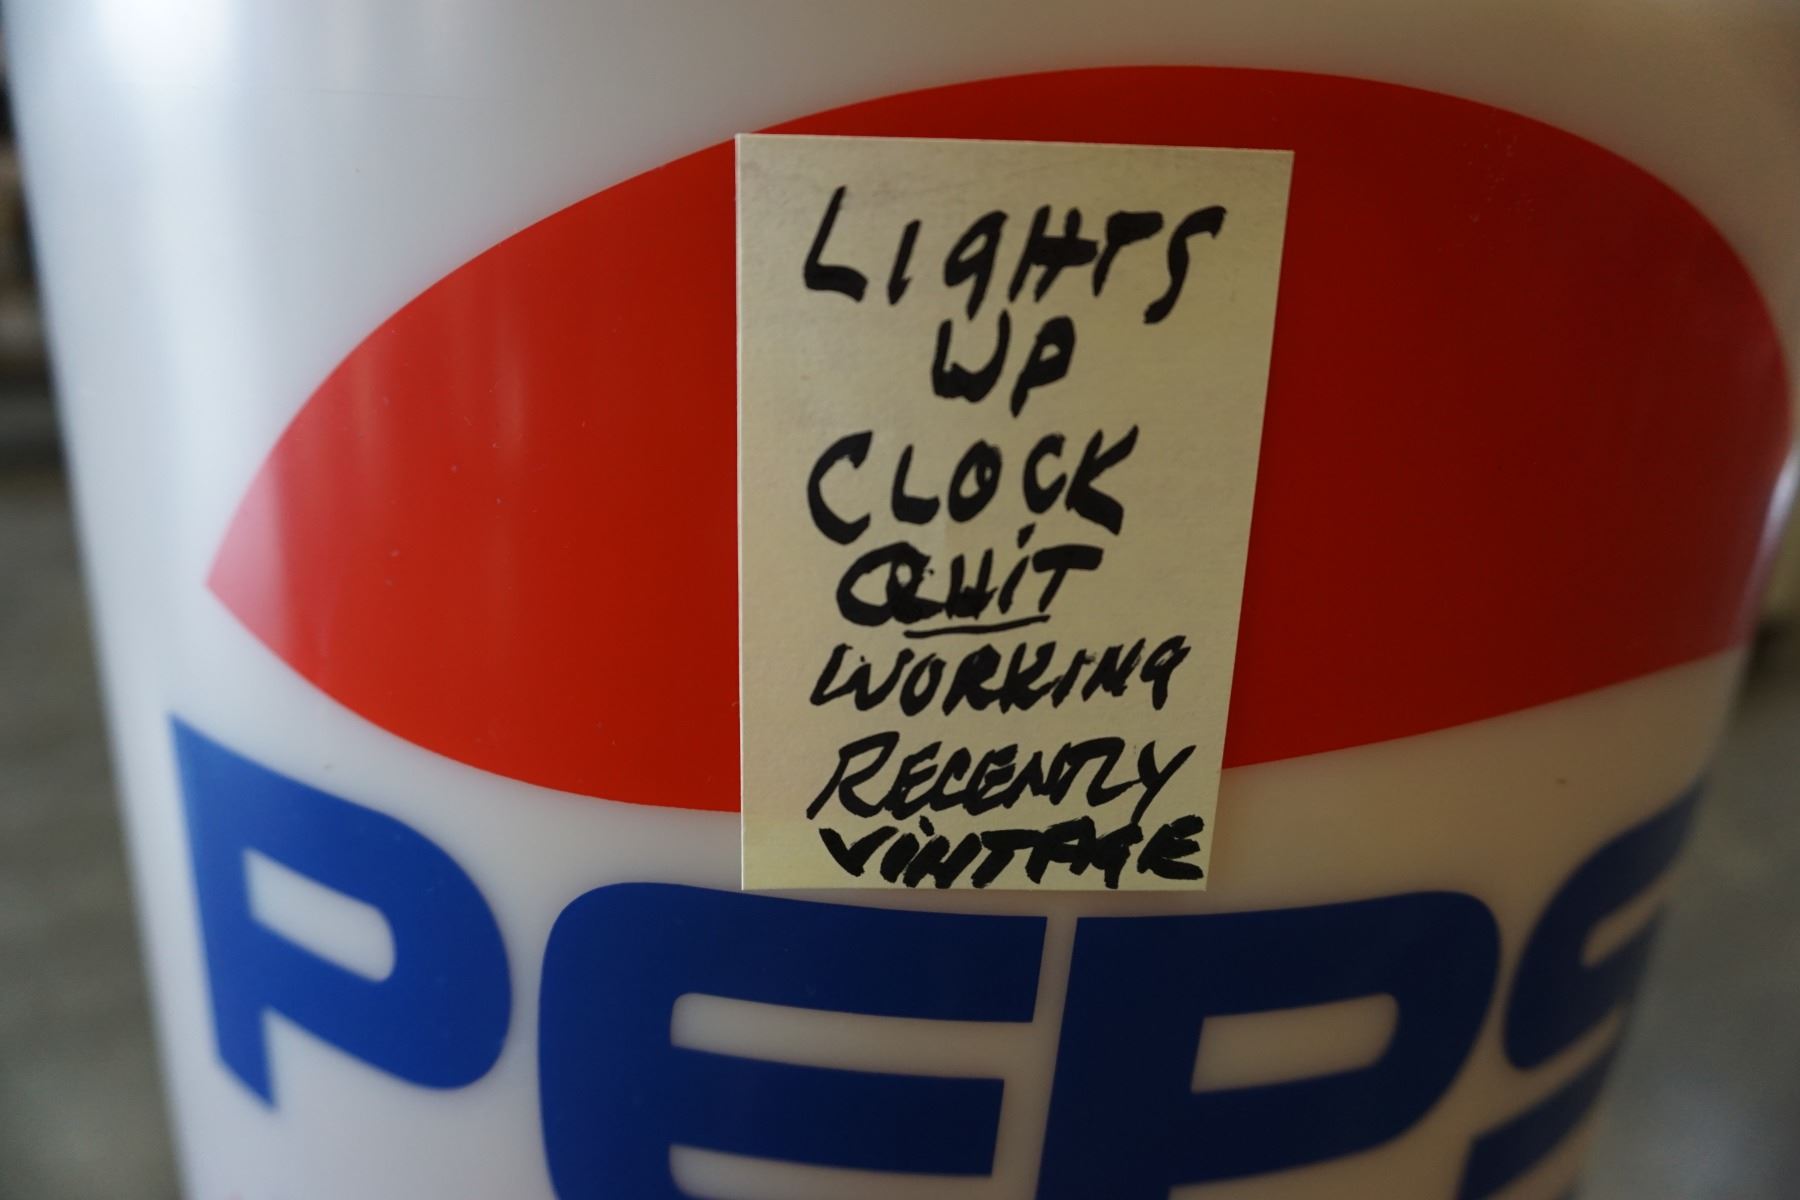 LIGHTS
UP
CLOCK
QUIT
WORKING
RECENTLY
VINTAGE
PEPS